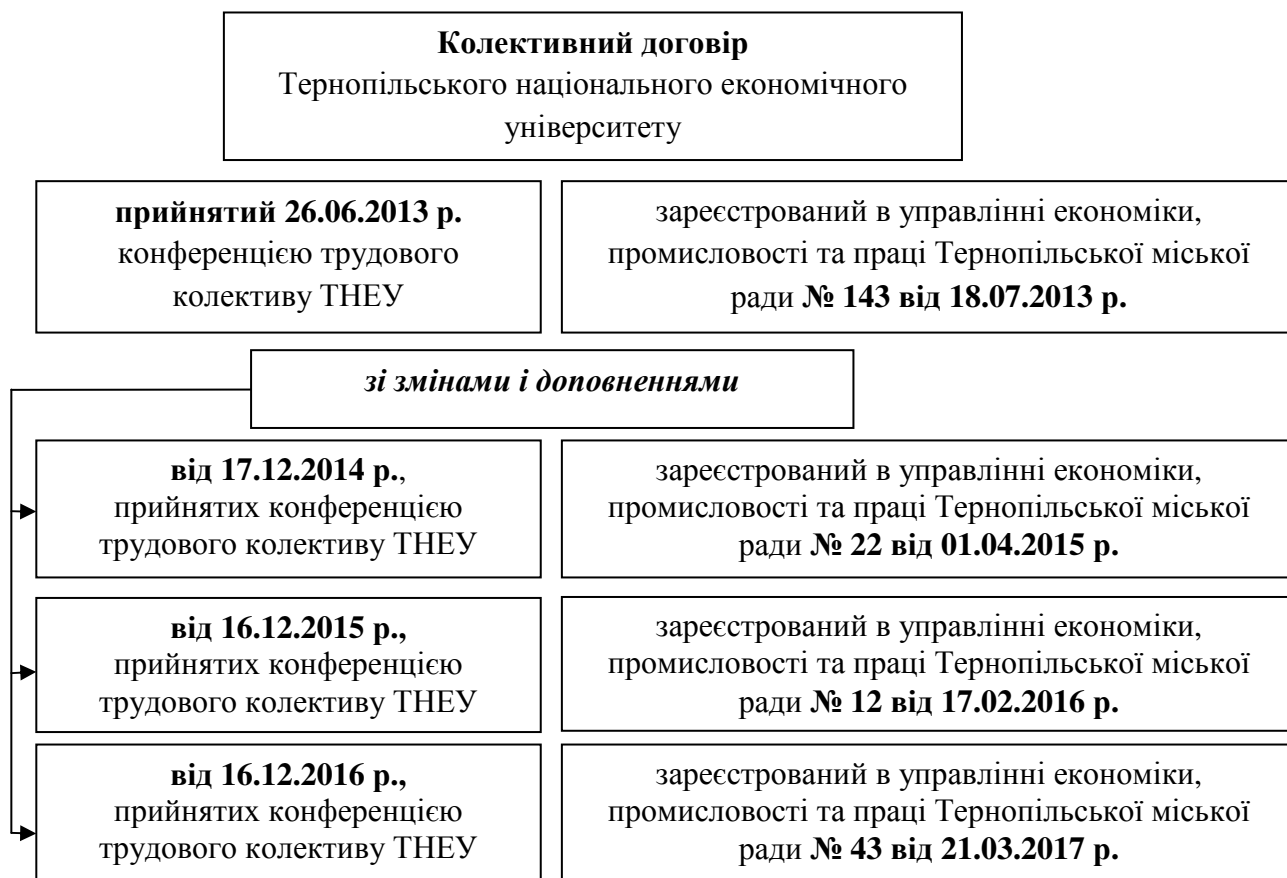 Колективний договір
Тернопільського національного економічного
університету
прийнятий 26.06.2013 р.
конференцією трудового
колективу ТНЕУ
зареєстрований в управлінні економіки,
промисловості та праці Тернопільської міської
ради № 143 від 18.07.2013 р.
зі змінами і доповненнями
від 17.12.2014 р.,
прийнятих конференцією
трудового колективу ТНЕУ
зареєстрований в управлінні економіки,
промисловості та праці Тернопільської міської
ради № 22 від 01.04.2015 р.
від 16.12.2015 р.,
прийнятих конференцією
трудового колективу ТНЕУ
зареєстрований в управлінні економіки,
промисловості та праці Тернопільської міської
ради № 12 від 17.02.2016 р.
від 16.12.2016 р.,
прийнятих конференцією
трудового колективу ТНЕУ
зареєстрований в управлінні економіки,
промисловості та праці Тернопільської міської
ради № 43 від 21.03.2017 р.